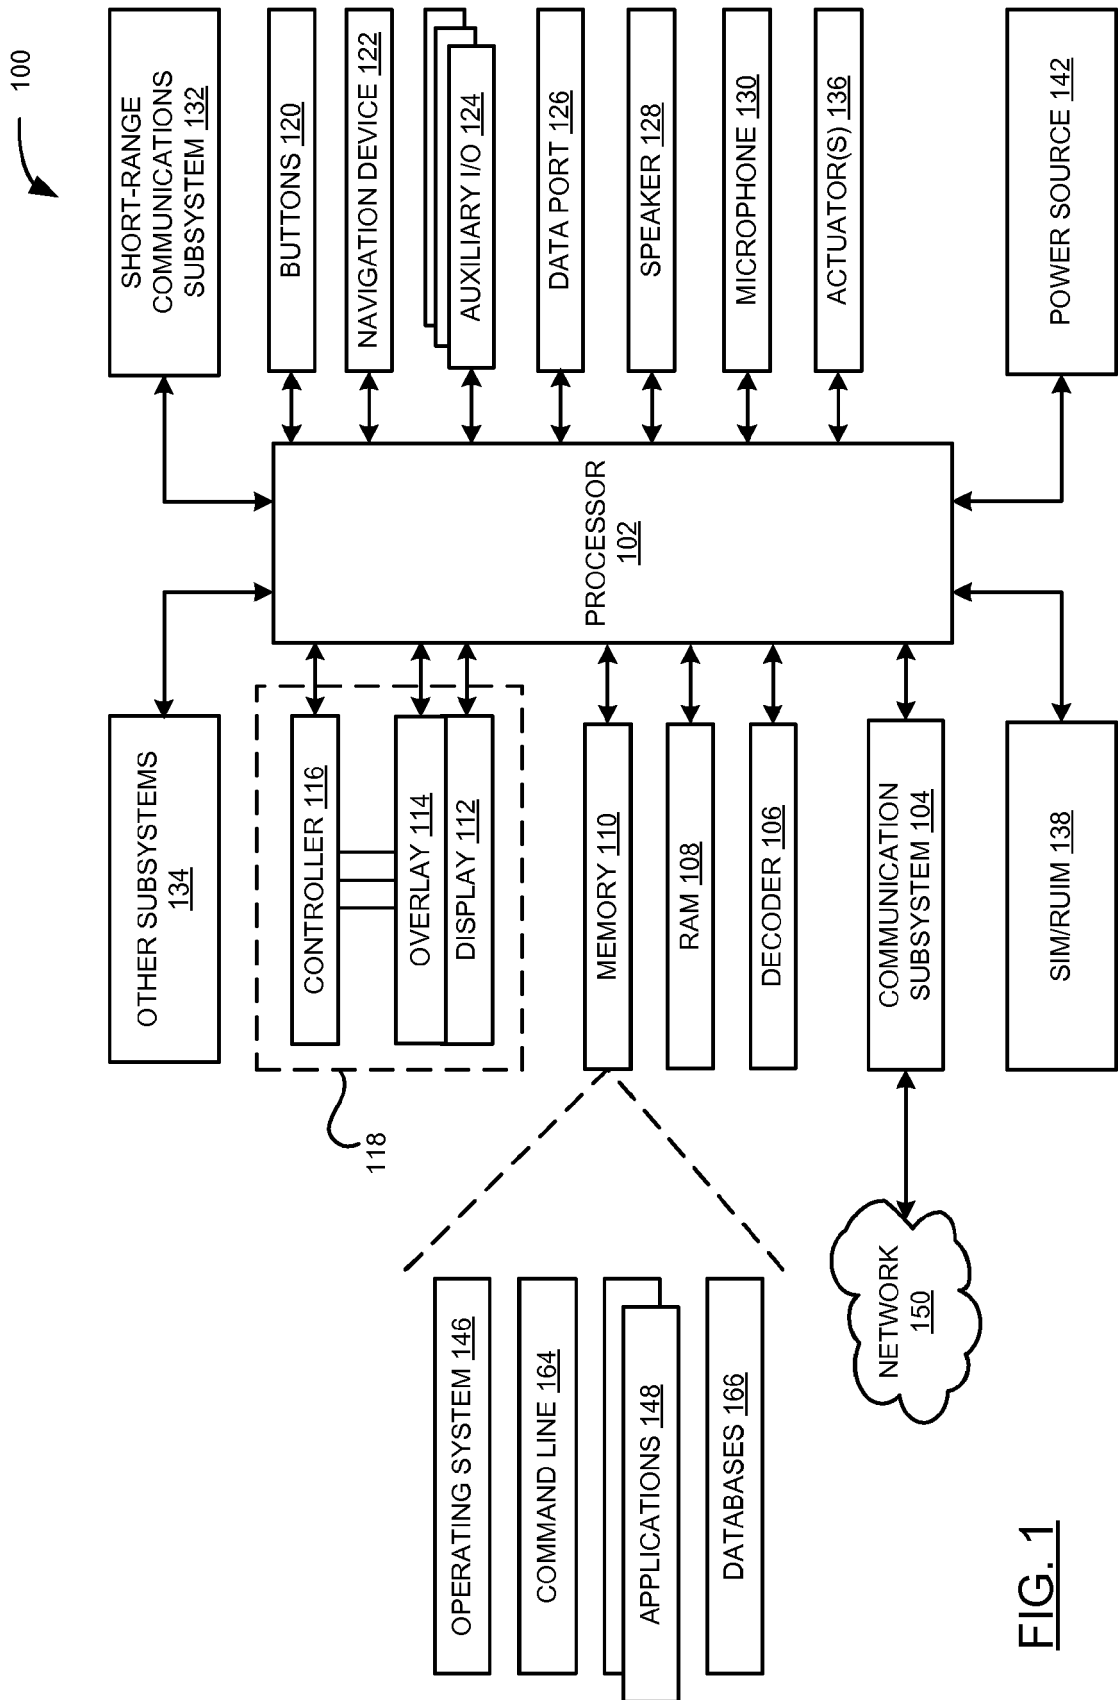 100
OTHER SUBSYSTEMS
134
SHORT-RANGE
COMMUNICATIONS
SUBSYSTEM 132
118
CONTROLLER 116
OVERLAY 114
DISPLAY 112
BUTTONS 120
NAVIGATION DEVICE 122
AUXILIARY I/O 124
OPERATING SYSTEM 146
COMMAND LINE 164
APPLICATIONS 148
DATABASES 166
MEMORY 110
RAM 108
DECODER 106
PROCESSOR
102
DATA PORT 126
SPEAKER 128
MICROPHONE 130
ACTUATOR(S) 136
NETWORK
150
COMMUNICATION
SUBSYSTEM 104
SIM/RUIM 138
POWER SOURCE 142
FIG. 1